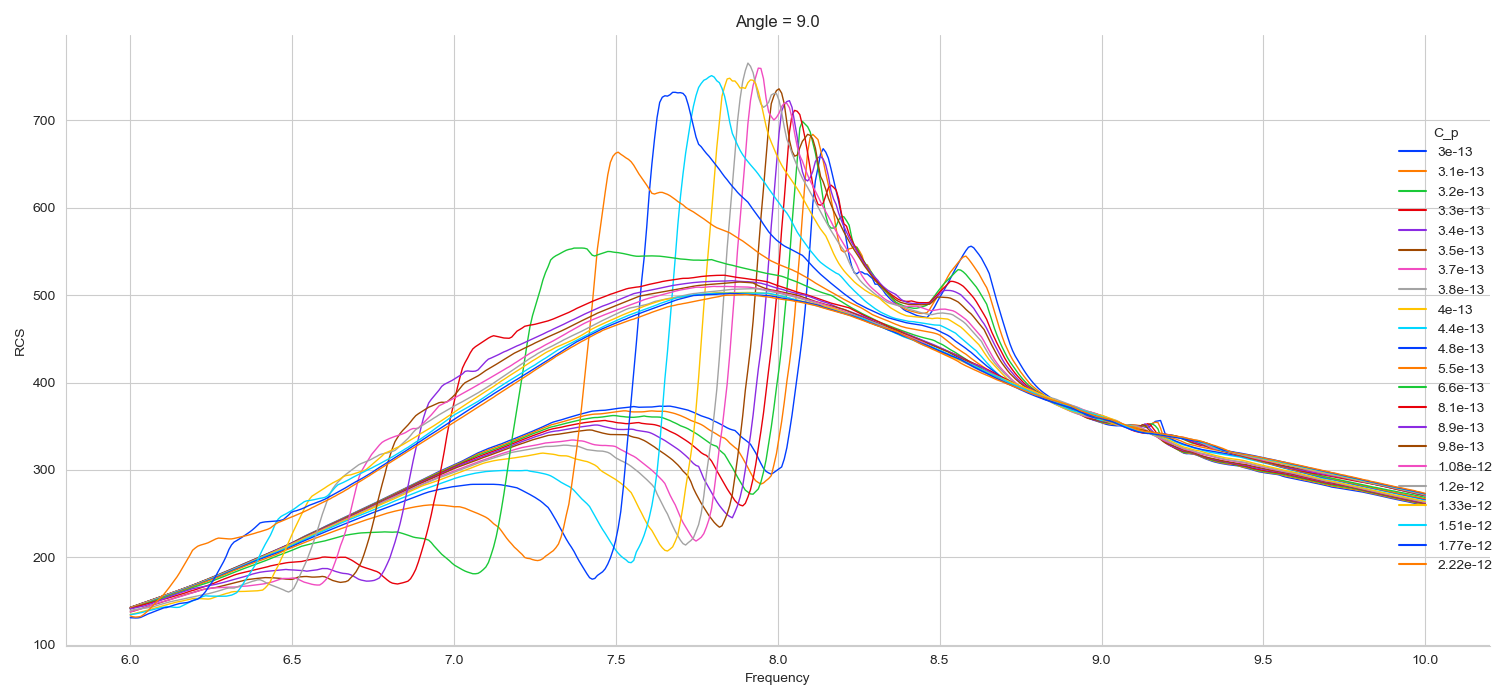 Angle = 9.0
RCS
700
600
500
400
300
200
100
6.0
6.5
7.0
7.5
8.0
8.5
9.0
9.5
10.0
Frequency
C_p
3e-13
3.1e-13
3.2e-13
3.3e-13
3.4e-13
3.5e-13
3.7e-13
3.8e-13
4e-13
4.4e-13
4.8e-13
5.5e-13
6.6e-13
8.1e-13
8.9e-13
9.8e-13
1.08e-12
1.2e-12
1.33e-12
1.51e-12
1.77e-12
2.22e-12